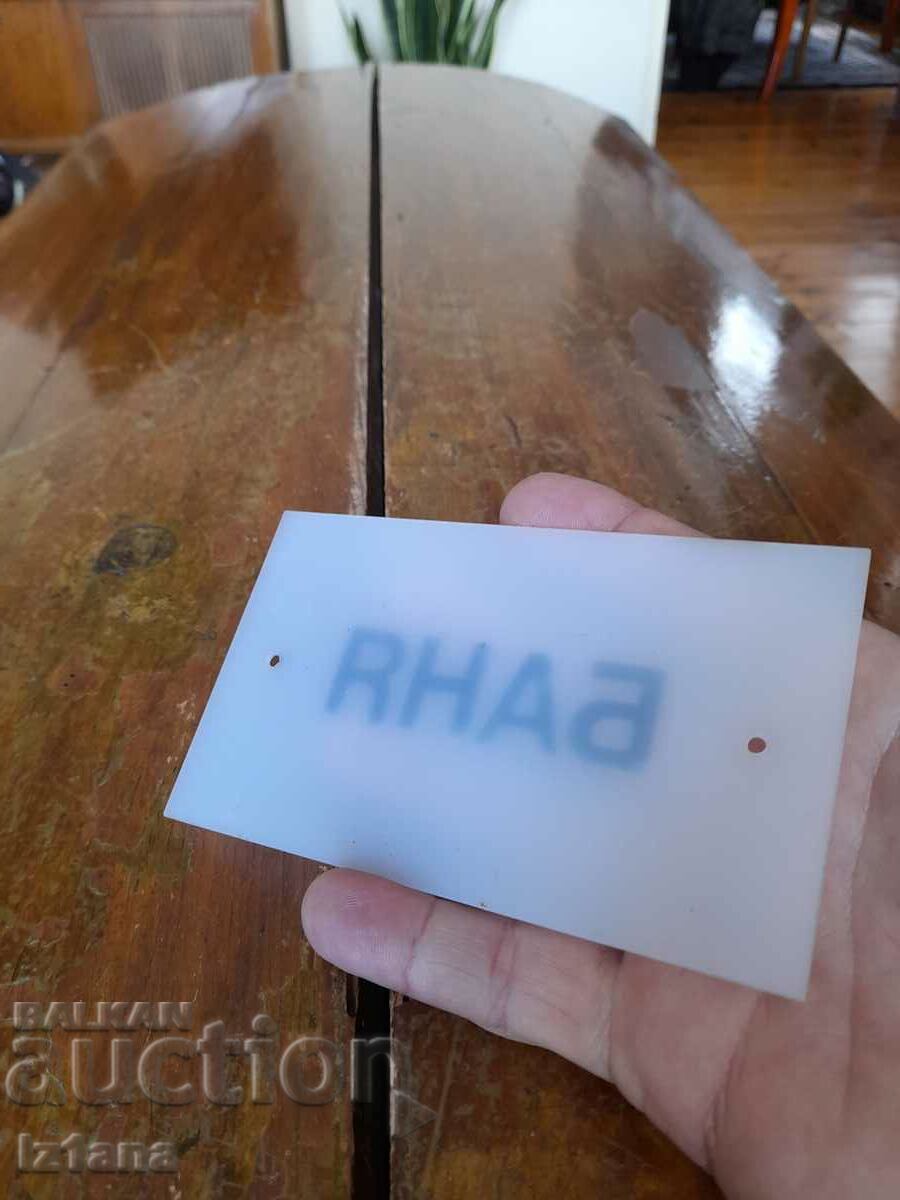 БАНЯ
BALKAN
auction
Iz1ana